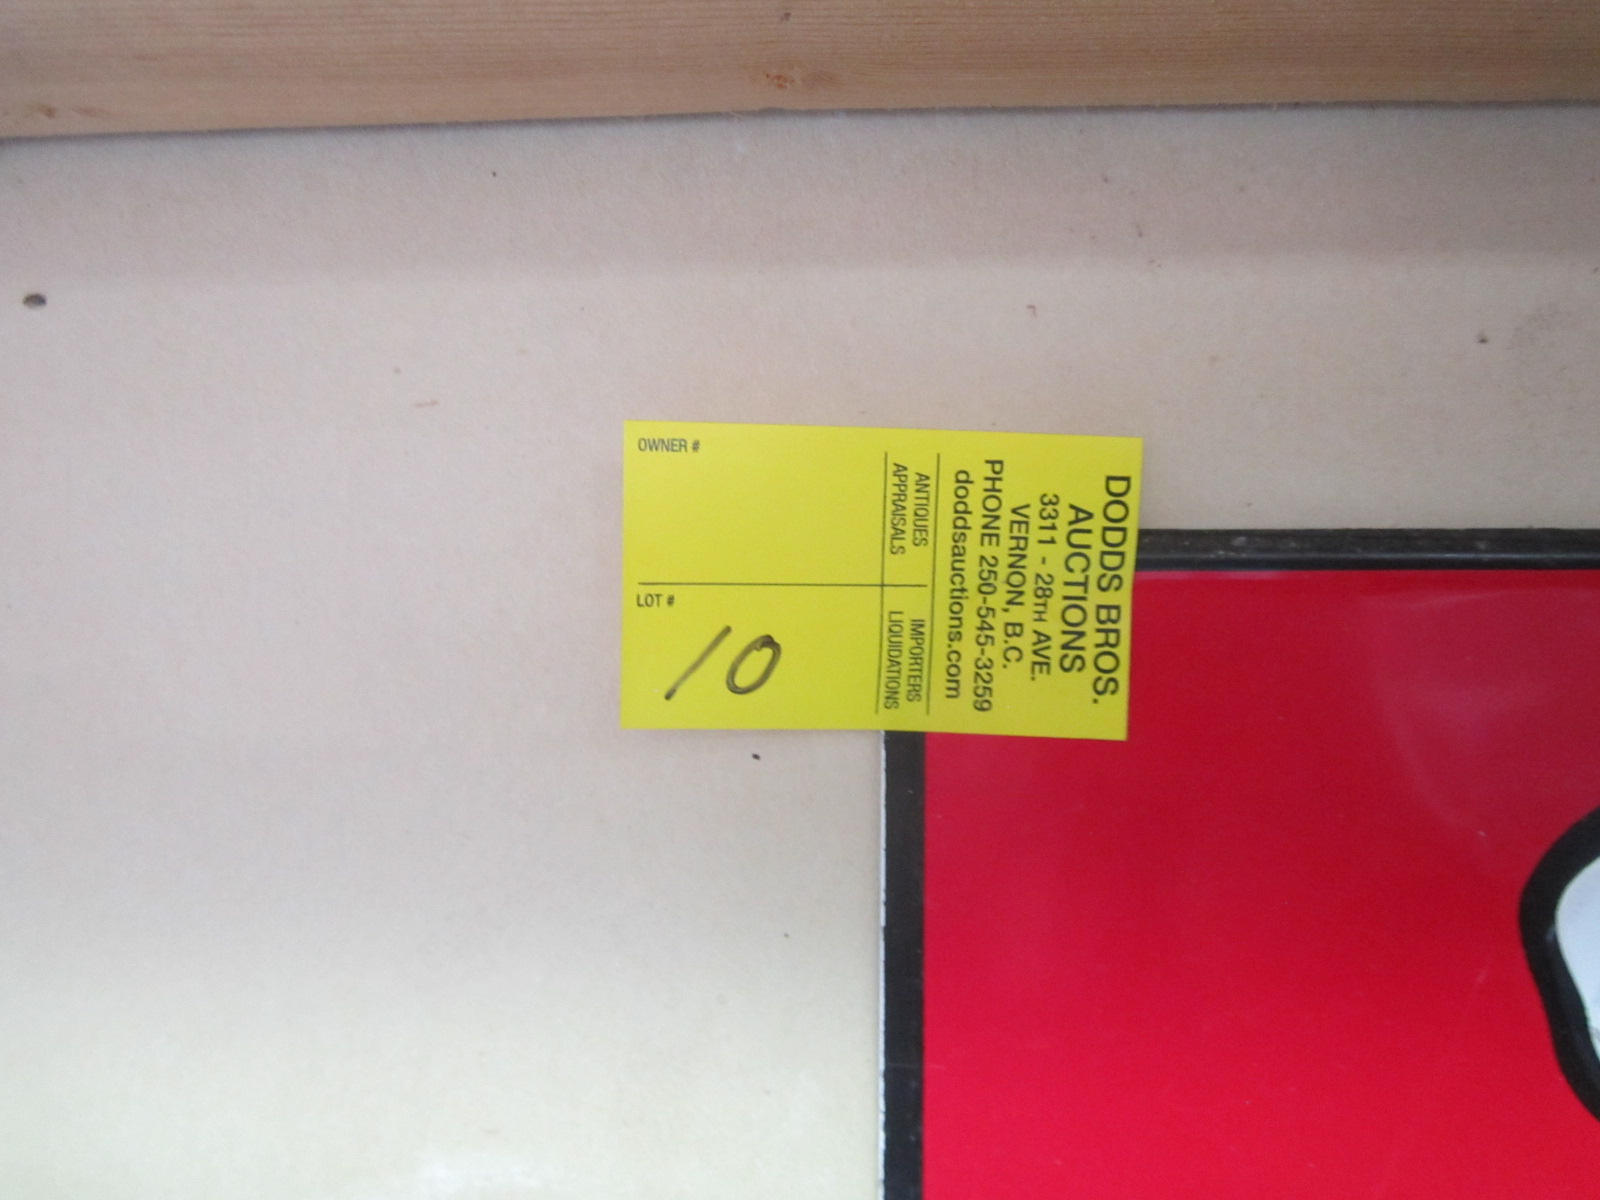 DODDS BROS.
AUCTIONS
3311 - 28TH AVE.
VERNON, B.C.
PHONE 250-545-3259
doddsauctions.com
ANTIQUES
APPRAISALS
IMPORTERS
LIQUIDATIONS
OWNER #
LOT #
10